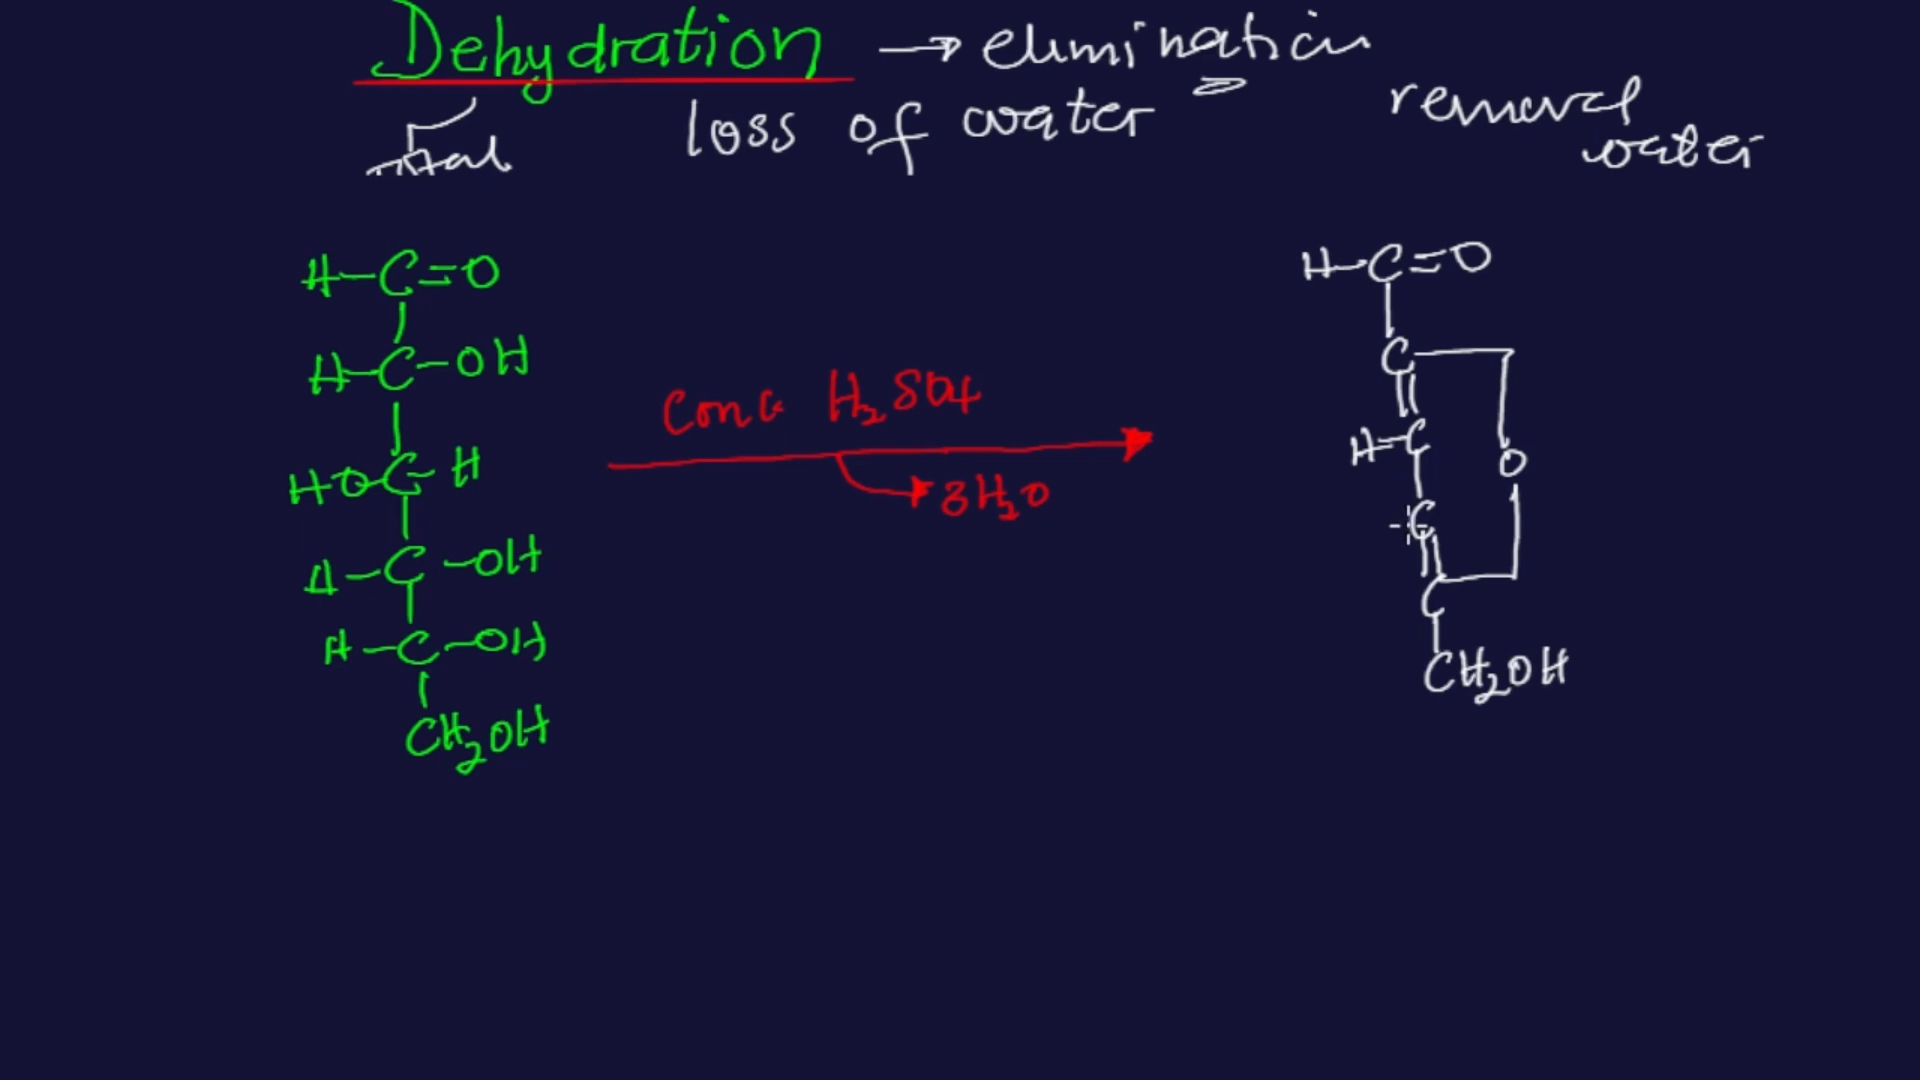 Dehydration → elimination
loss of water
removal
water
H-C=O
H-C-OH
HO-C-H
H-C-OH
H-C-OH
CH₂OH
Conc H₂SO4
3H₂O
H-C=O
C
H-C
O
C
C
CH₂OH